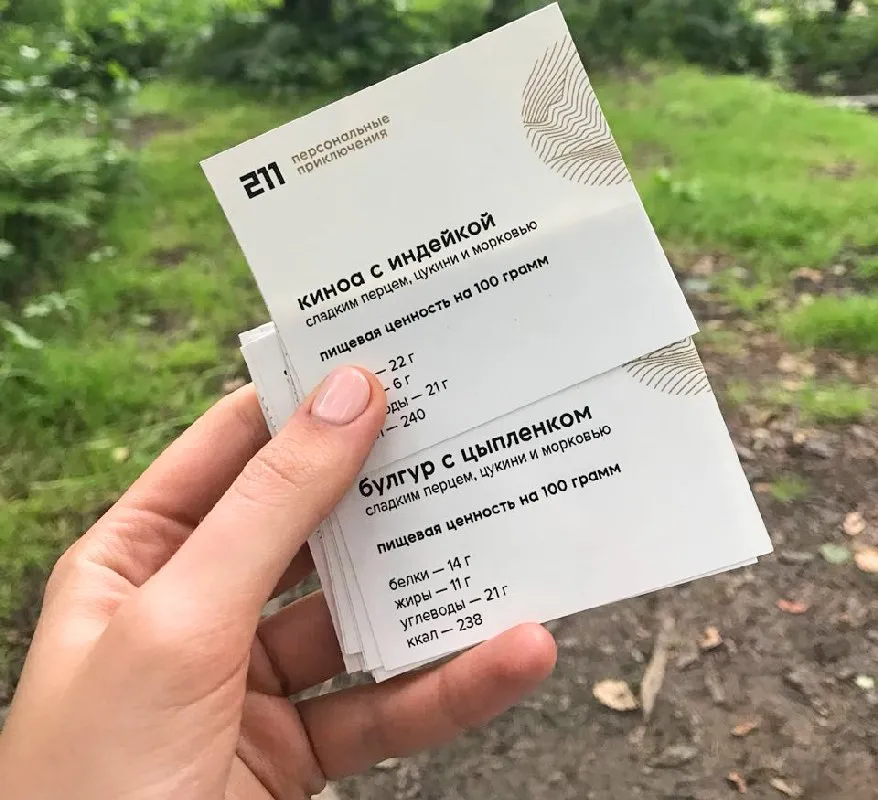 211
персональные
приключения
киноа с индейкой
сладким перцем, цукини и морковью
пищевая ценность на 100 грамм
— 22 г
- 6 г
— 21 г
— 240
булгур с цыпленком
сладким перцем, цукини и морковью
пищевая ценность на 100 грамм
белки — 14 г
жиры — 11 г
углеводы — 21 г
ккал — 238